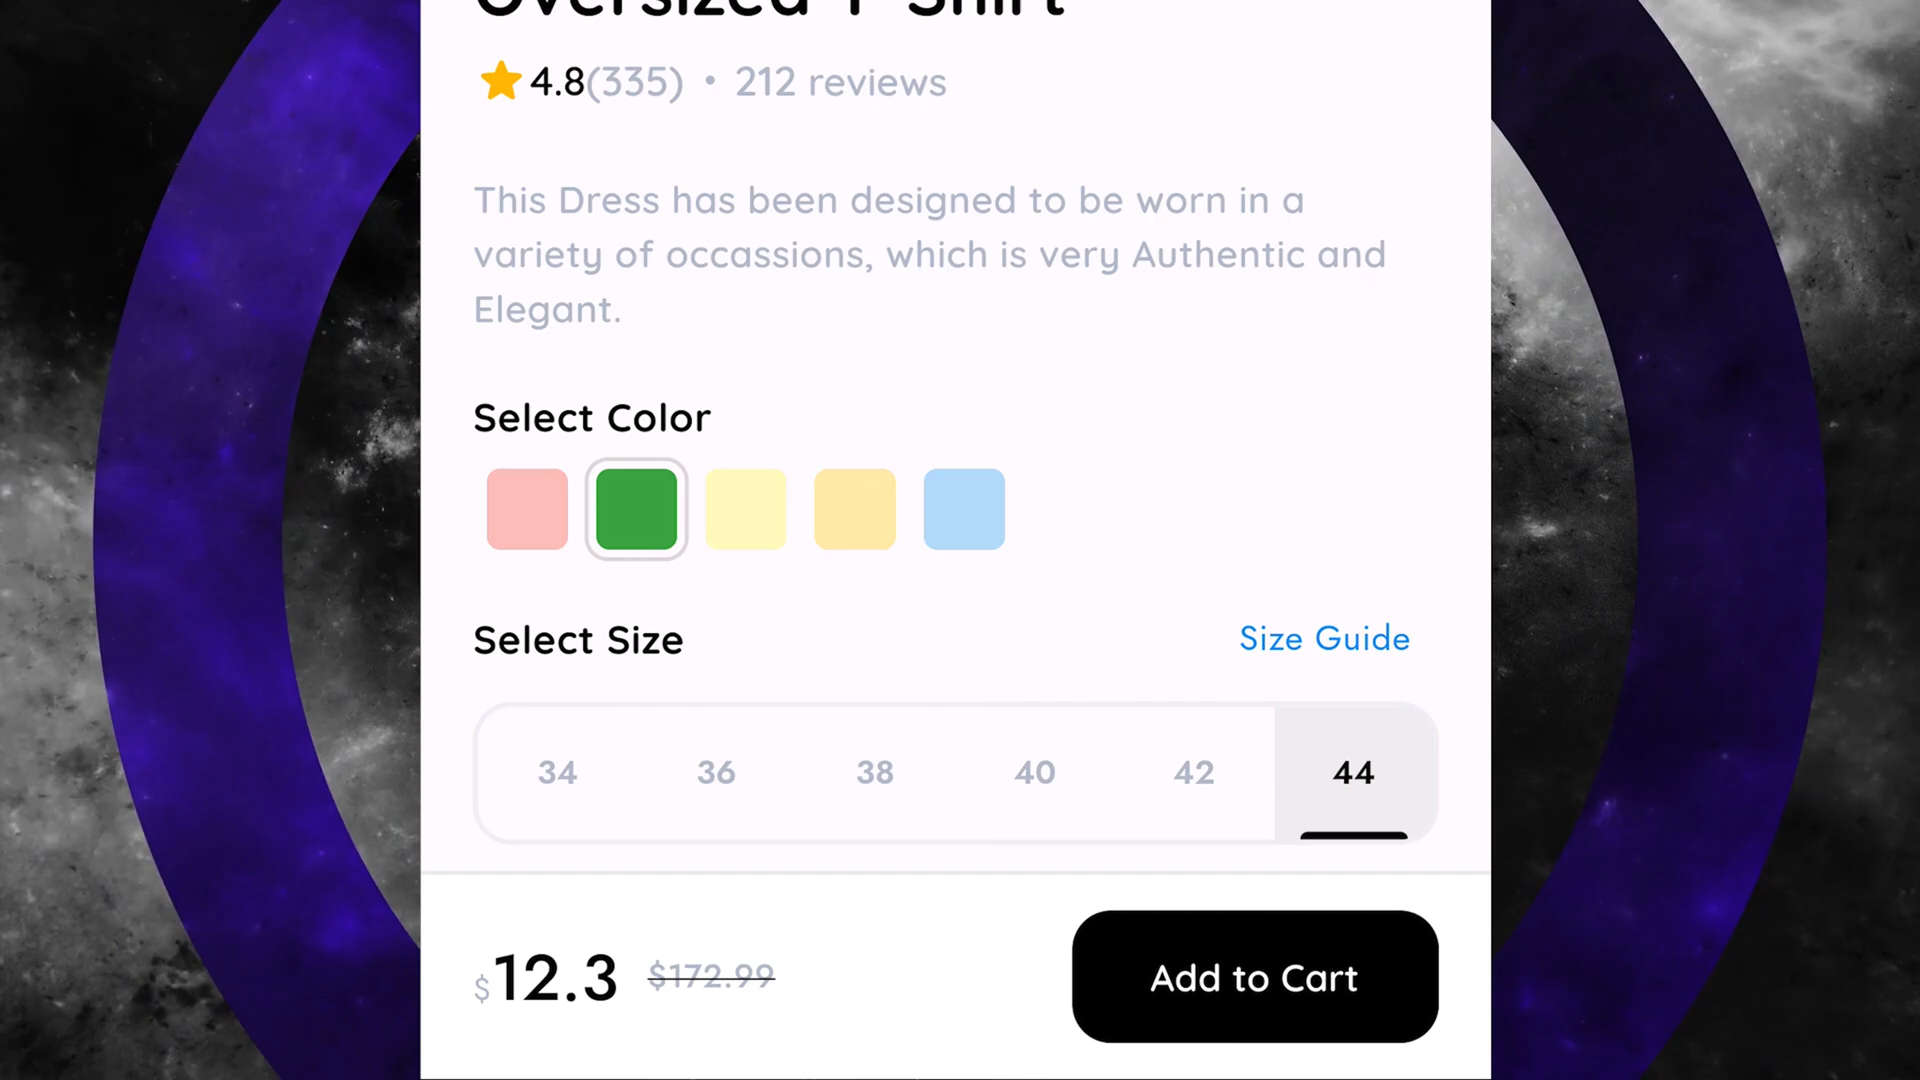 Oversized T-Shirt
4.8(335) • 212 reviews
This Dress has been designed to be worn in a
variety of occassions, which is very Authentic and
Elegant.
Select Color
Select Size
Size Guide
34 36 38 40 42 44
$12.3 $172.99
Add to Cart